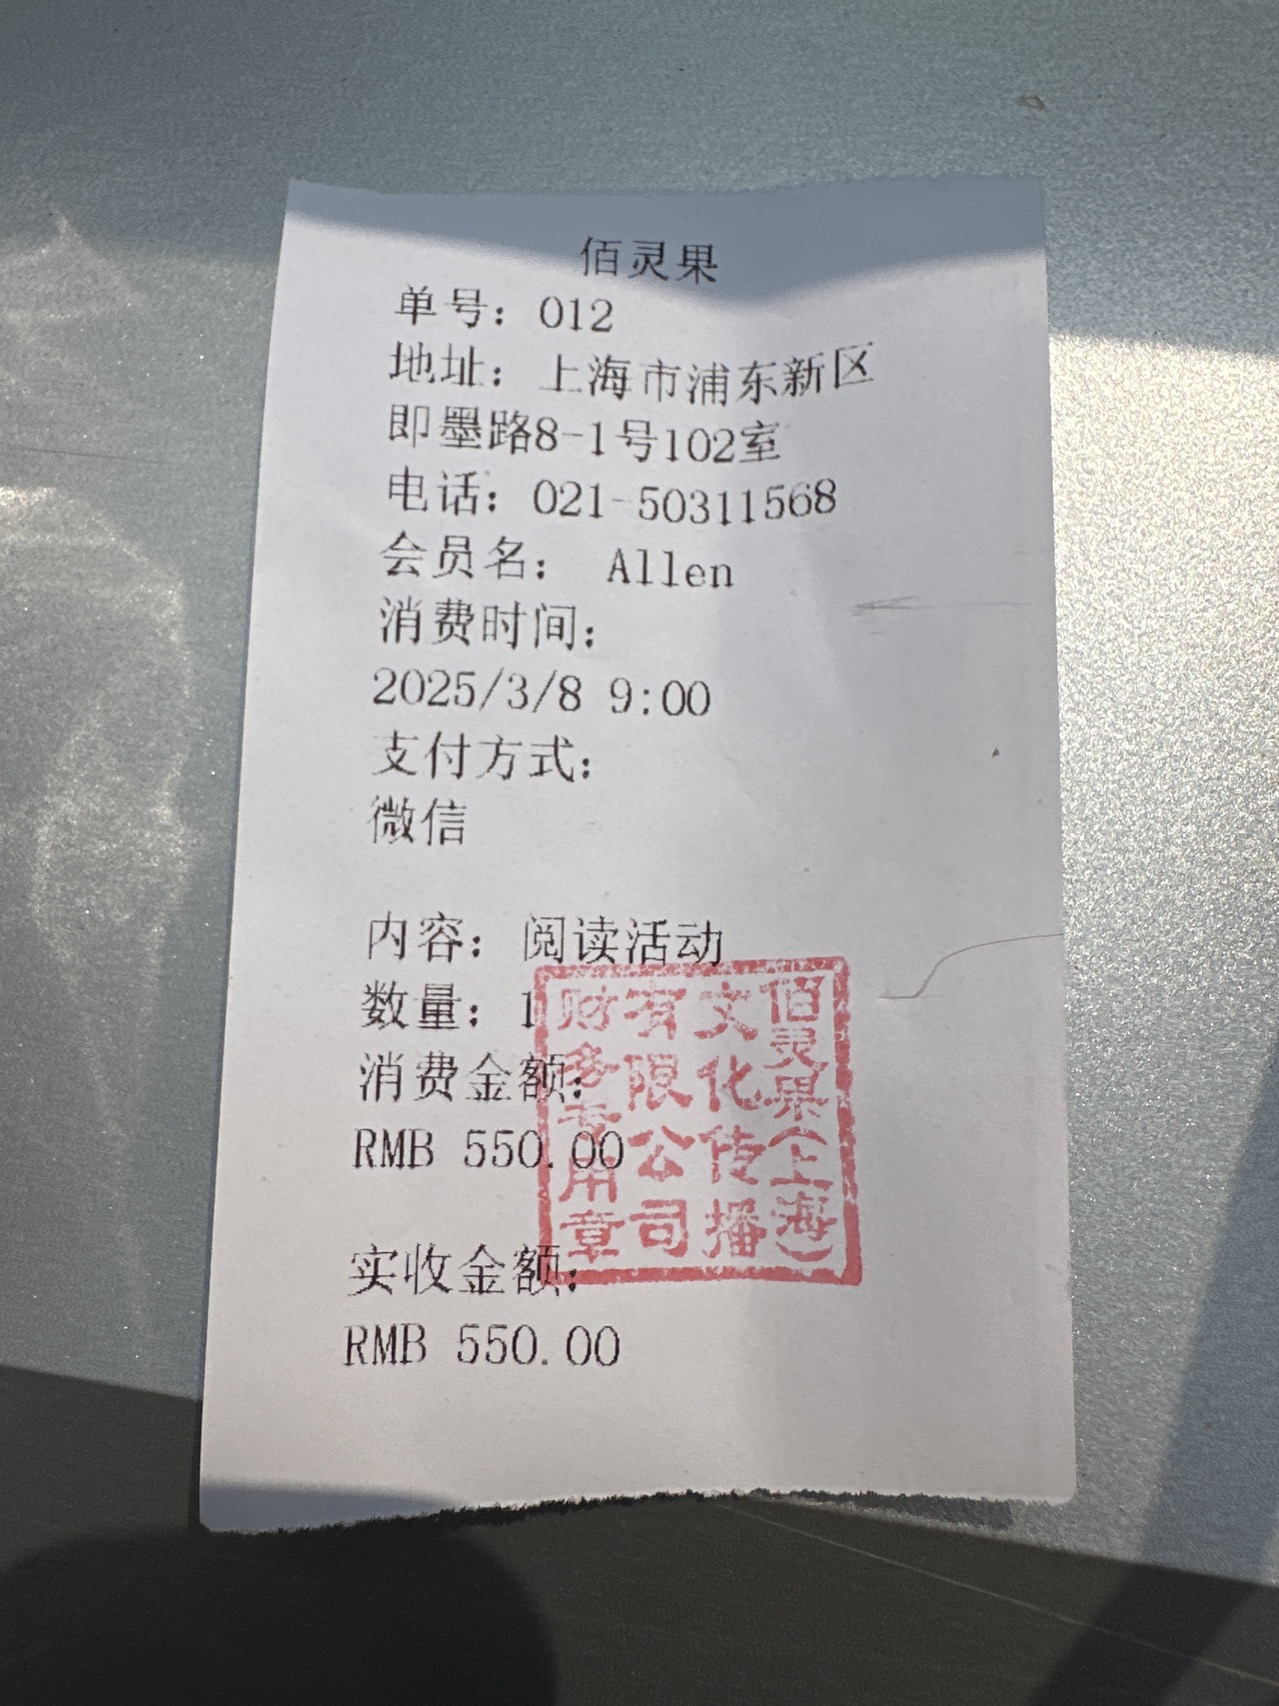 佰灵果
单号：012
地址：上海市浦东新区
即墨路8-1号102室
电话：021-50311568
会员名： Allen
消费时间：
2025/3/8 9:00
支付方式：
微信
内容：阅读活动
数量：1
消费金额：
RMB 550.00
实收金额：
RMB 550.00
佰灵果（上海）
文化传播
有限公司
财务专用章